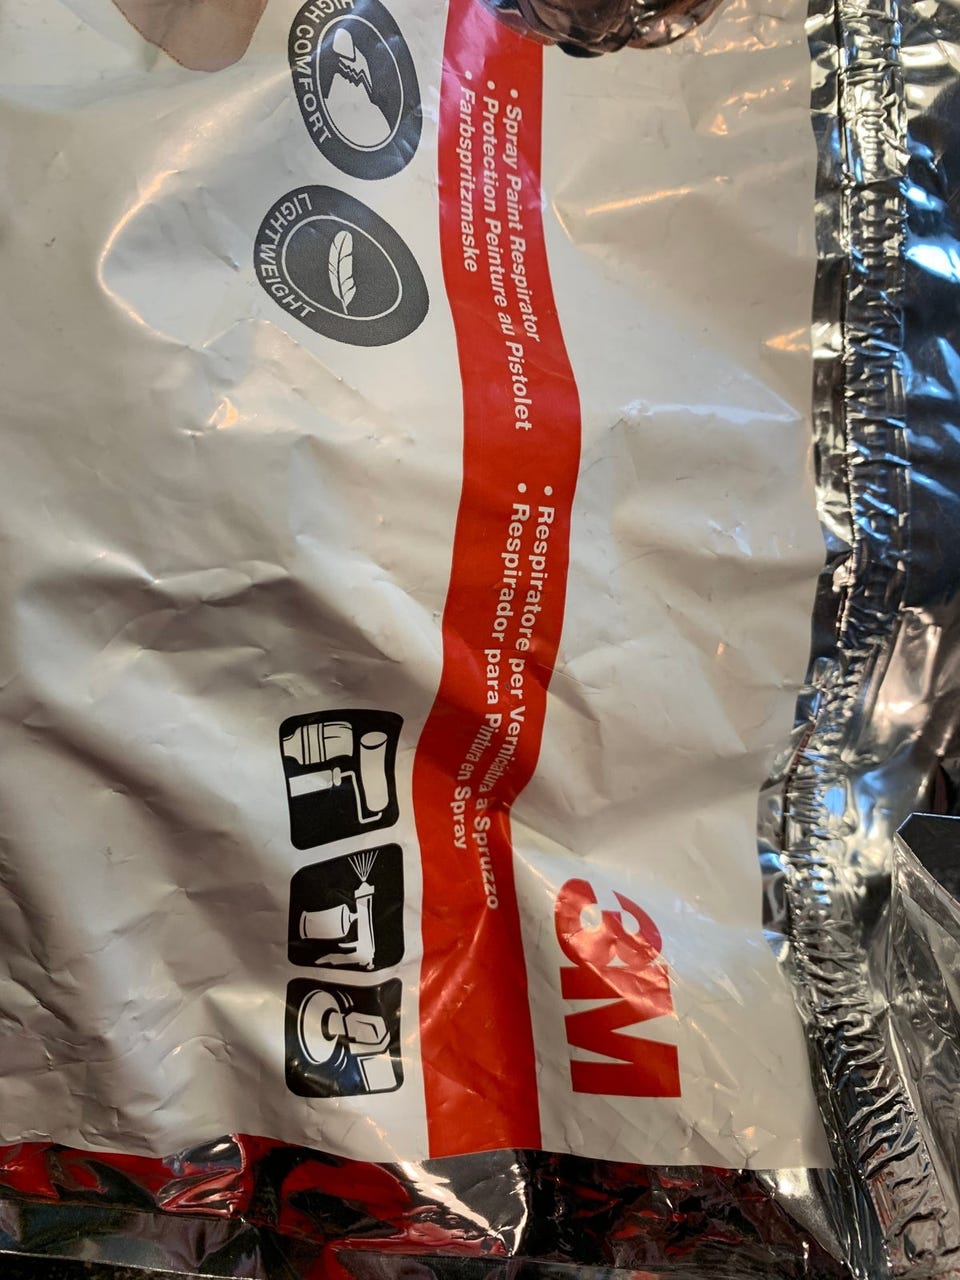 3M
• Spray Paint Respirator
• Protection Peinture au Pistolet
• Farbspritzmaske
• Respiratore per Vernicatura a Spruzzo
• Respirador para Pintura en Spray
HIGH COMFORT
LIGHTWEIGHT